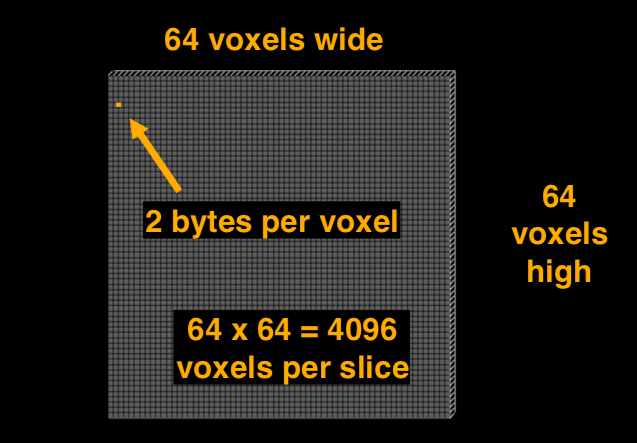 64 voxels wide
2 bytes per voxel
64
voxels
high
64 x 64 = 4096
voxels per slice